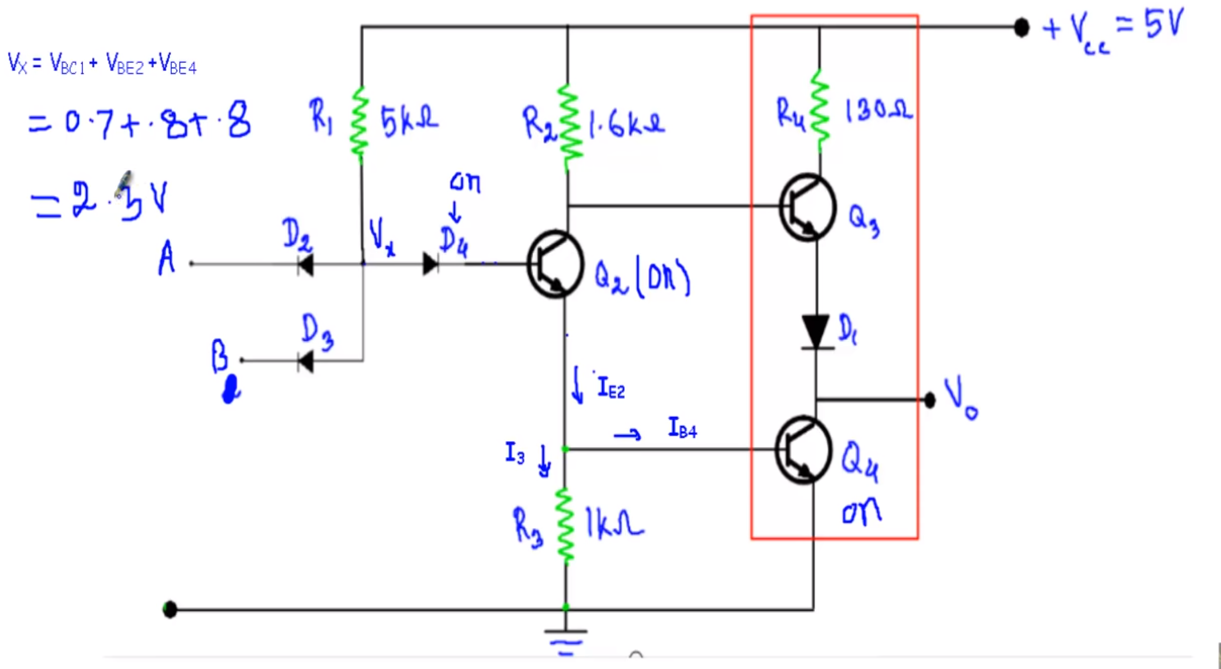 + Vcc = 5V
VX = VBC1 + VBE2 + VBE4
= 0.7 + .8 + .8
= 2.3 V
R1
5kΩ
R2
1.6kΩ
R4
130Ω
on
↓
D2
Vx
D4
Q3
A
Q2 (on)
D3
D1
B
IE2
Vo
→ IB4
I3
Q4
on
R3
1kΩ